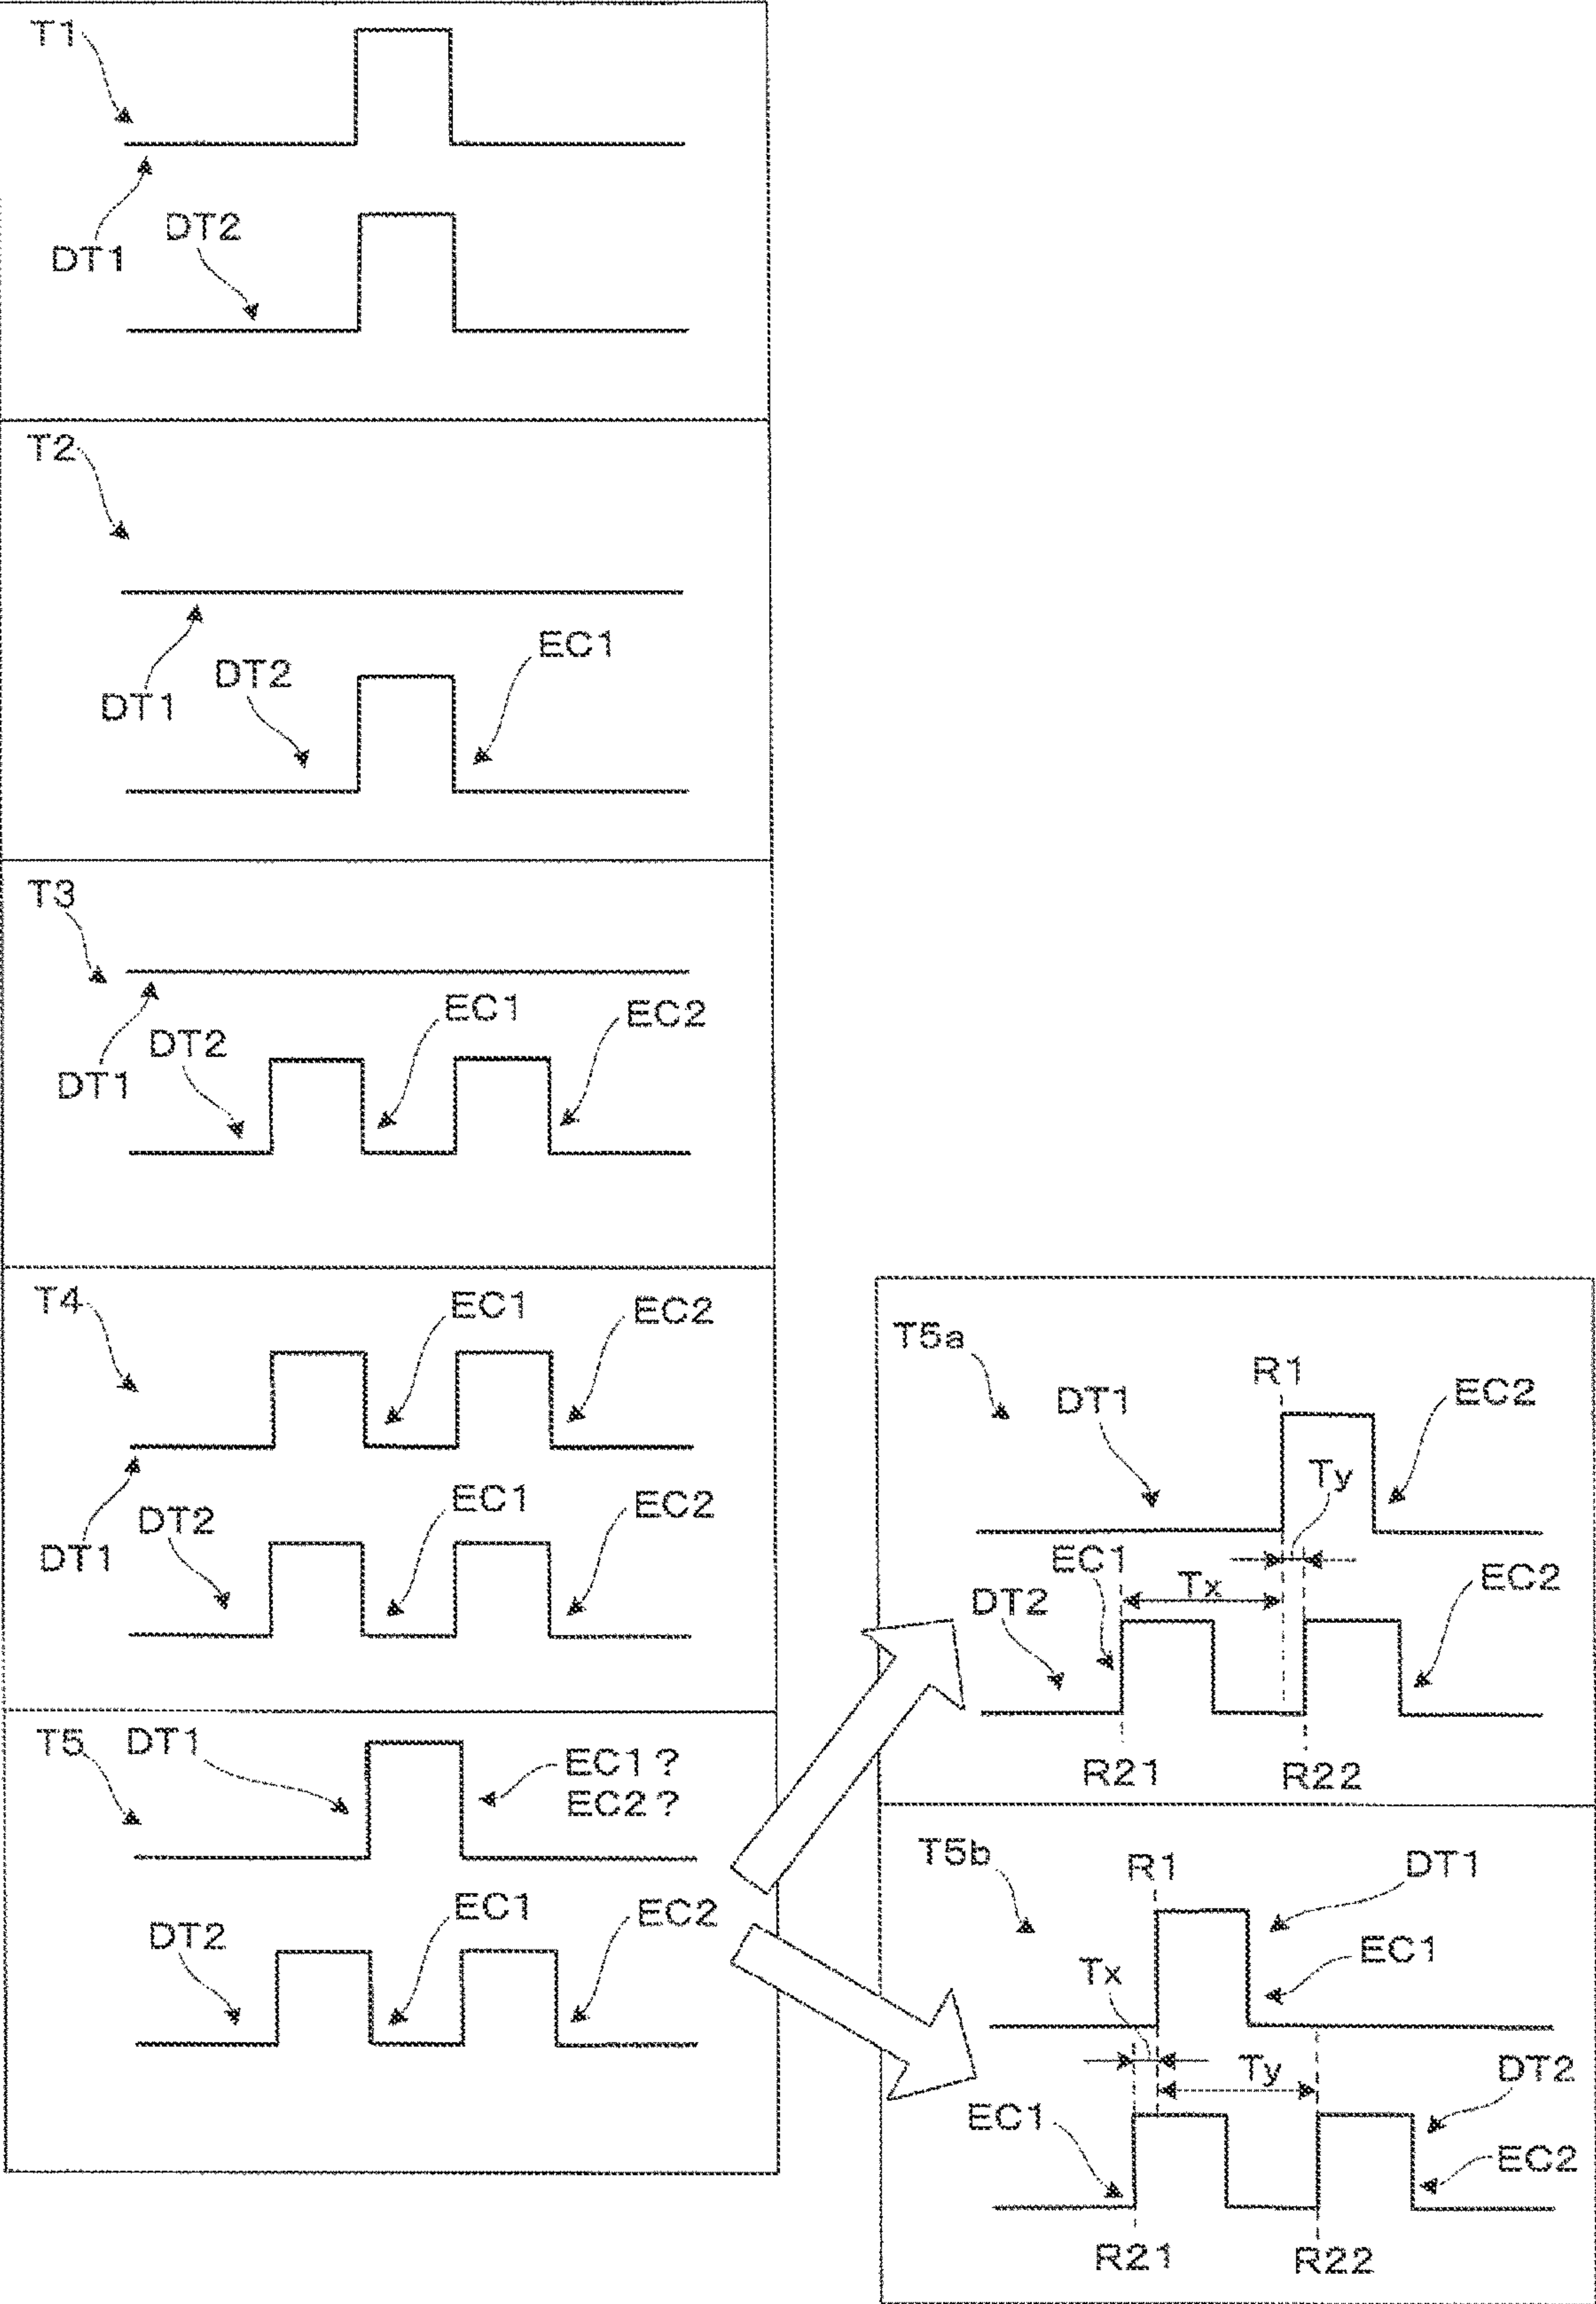 T1
DT1
DT2
T2
DT1
DT2
EC1
T3
DT1
DT2
EC1
EC2
T4
EC1
EC2
DT1
DT2
EC1
EC2
T5
DT1
EC1?
EC2?
DT2
EC1
EC2
T5a
R1
DT1
EC2
Ty
EC1
Tx
DT2
EC2
R21
R22
T5b
R1
DT1
EC1
Tx
Ty
DT2
EC1
EC2
R21
R22